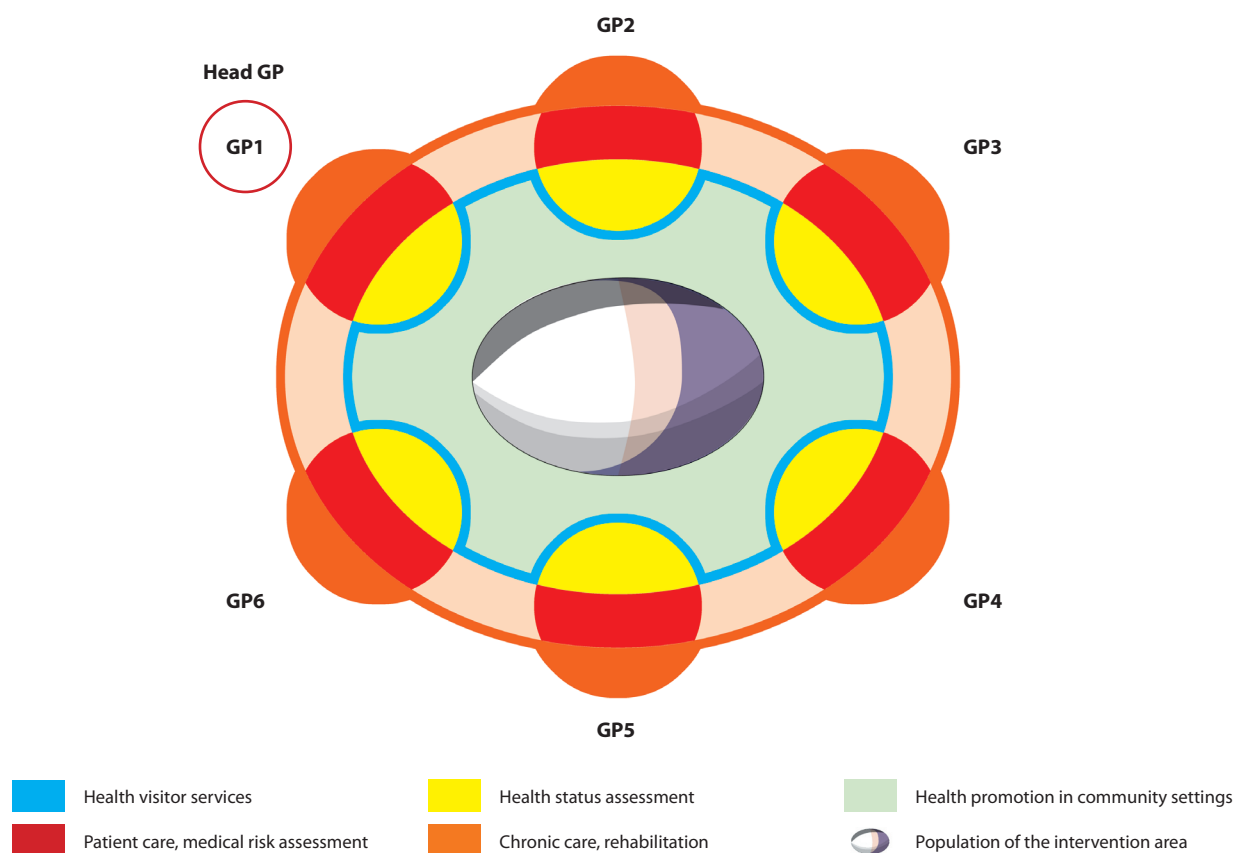 GP2
Head GP
GP1
GP3
GP6
GP4
GP5
Health visitor services
Health status assessment
Health promotion in community settings
Patient care, medical risk assessment
Chronic care, rehabilitation
Population of the intervention area